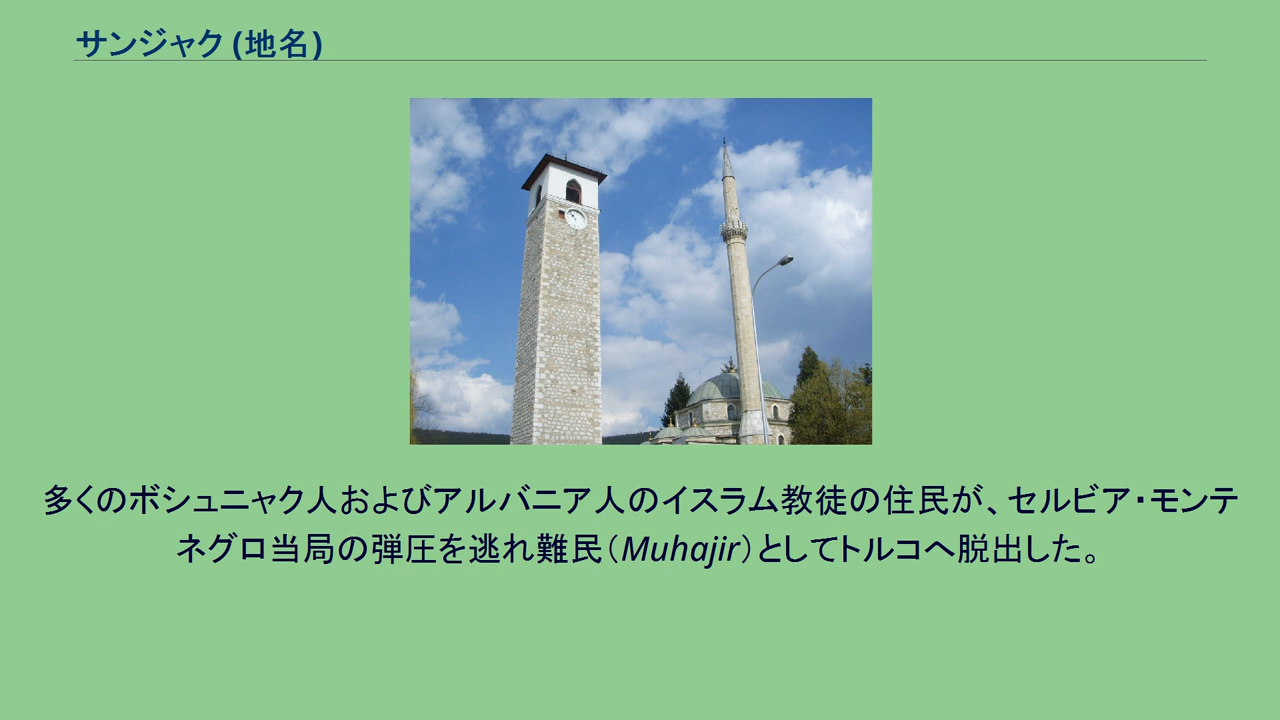 サンジャク (地名)
多くのボシュニャク人およびアルバニア人のイスラム教徒の住民が、セルビア・モンテ
ネグロ当局の弾圧を逃れ難民（Muhajir）としてトルコへ脱出した。